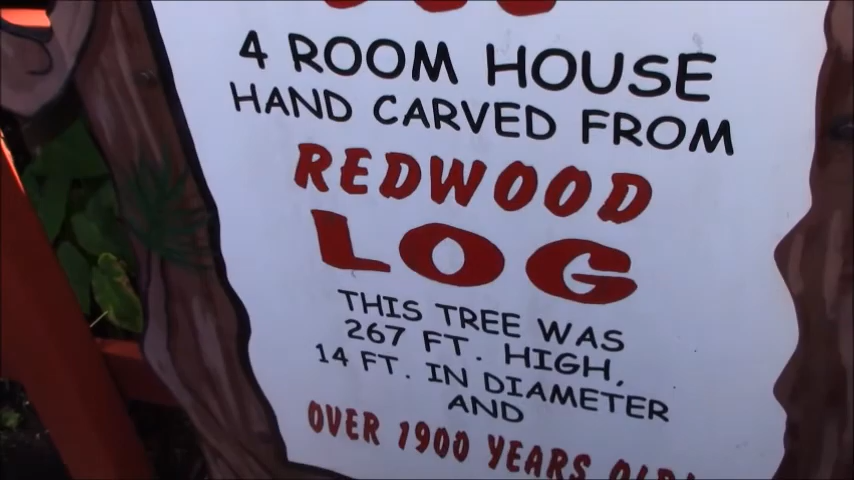 4 ROOM HOUSE
HAND CARVED FROM
REDWOOD
LOG
THIS TREE WAS
267 FT. HIGH,
14 FT. IN DIAMETER
AND
OVER 1900 YEARS OLD!